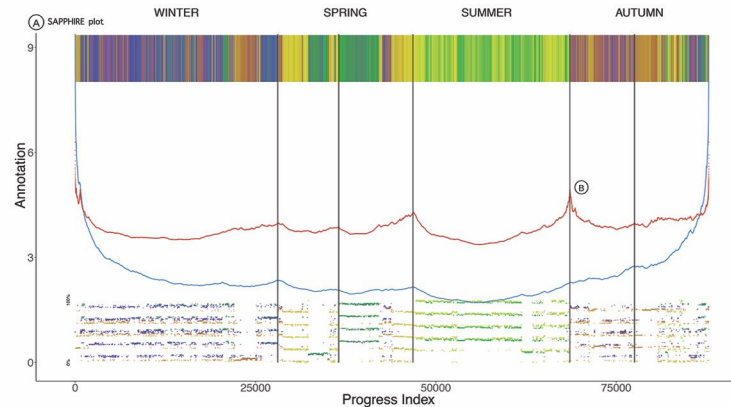 A SAPPHIRE plot
WINTER SPRING SUMMER AUTUMN
9
6
B
3
100%
0%
0
0 25000 50000 75000
Annotation
Progress Index